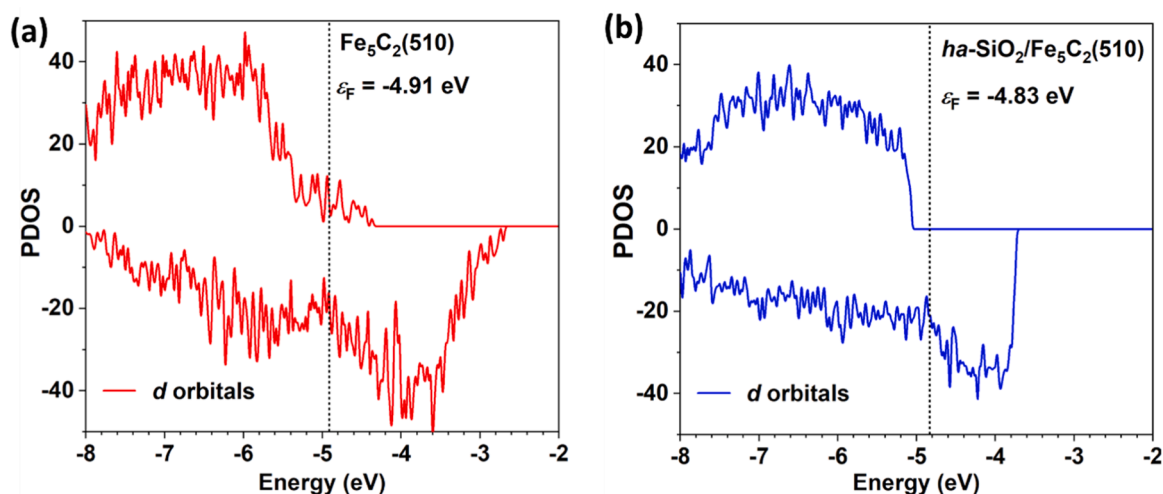 (a)
Fe₅C₂(510)
εF = -4.91 eV
40
20
0
-20
-40
PDOS
d orbitals
-8 -7 -6 -5 -4 -3 -2
Energy (eV)
(b)
ha-SiO₂/Fe₅C₂(510)
εF = -4.83 eV
40
20
0
-20
-40
PDOS
d orbitals
-8 -7 -6 -5 -4 -3 -2
Energy (eV)